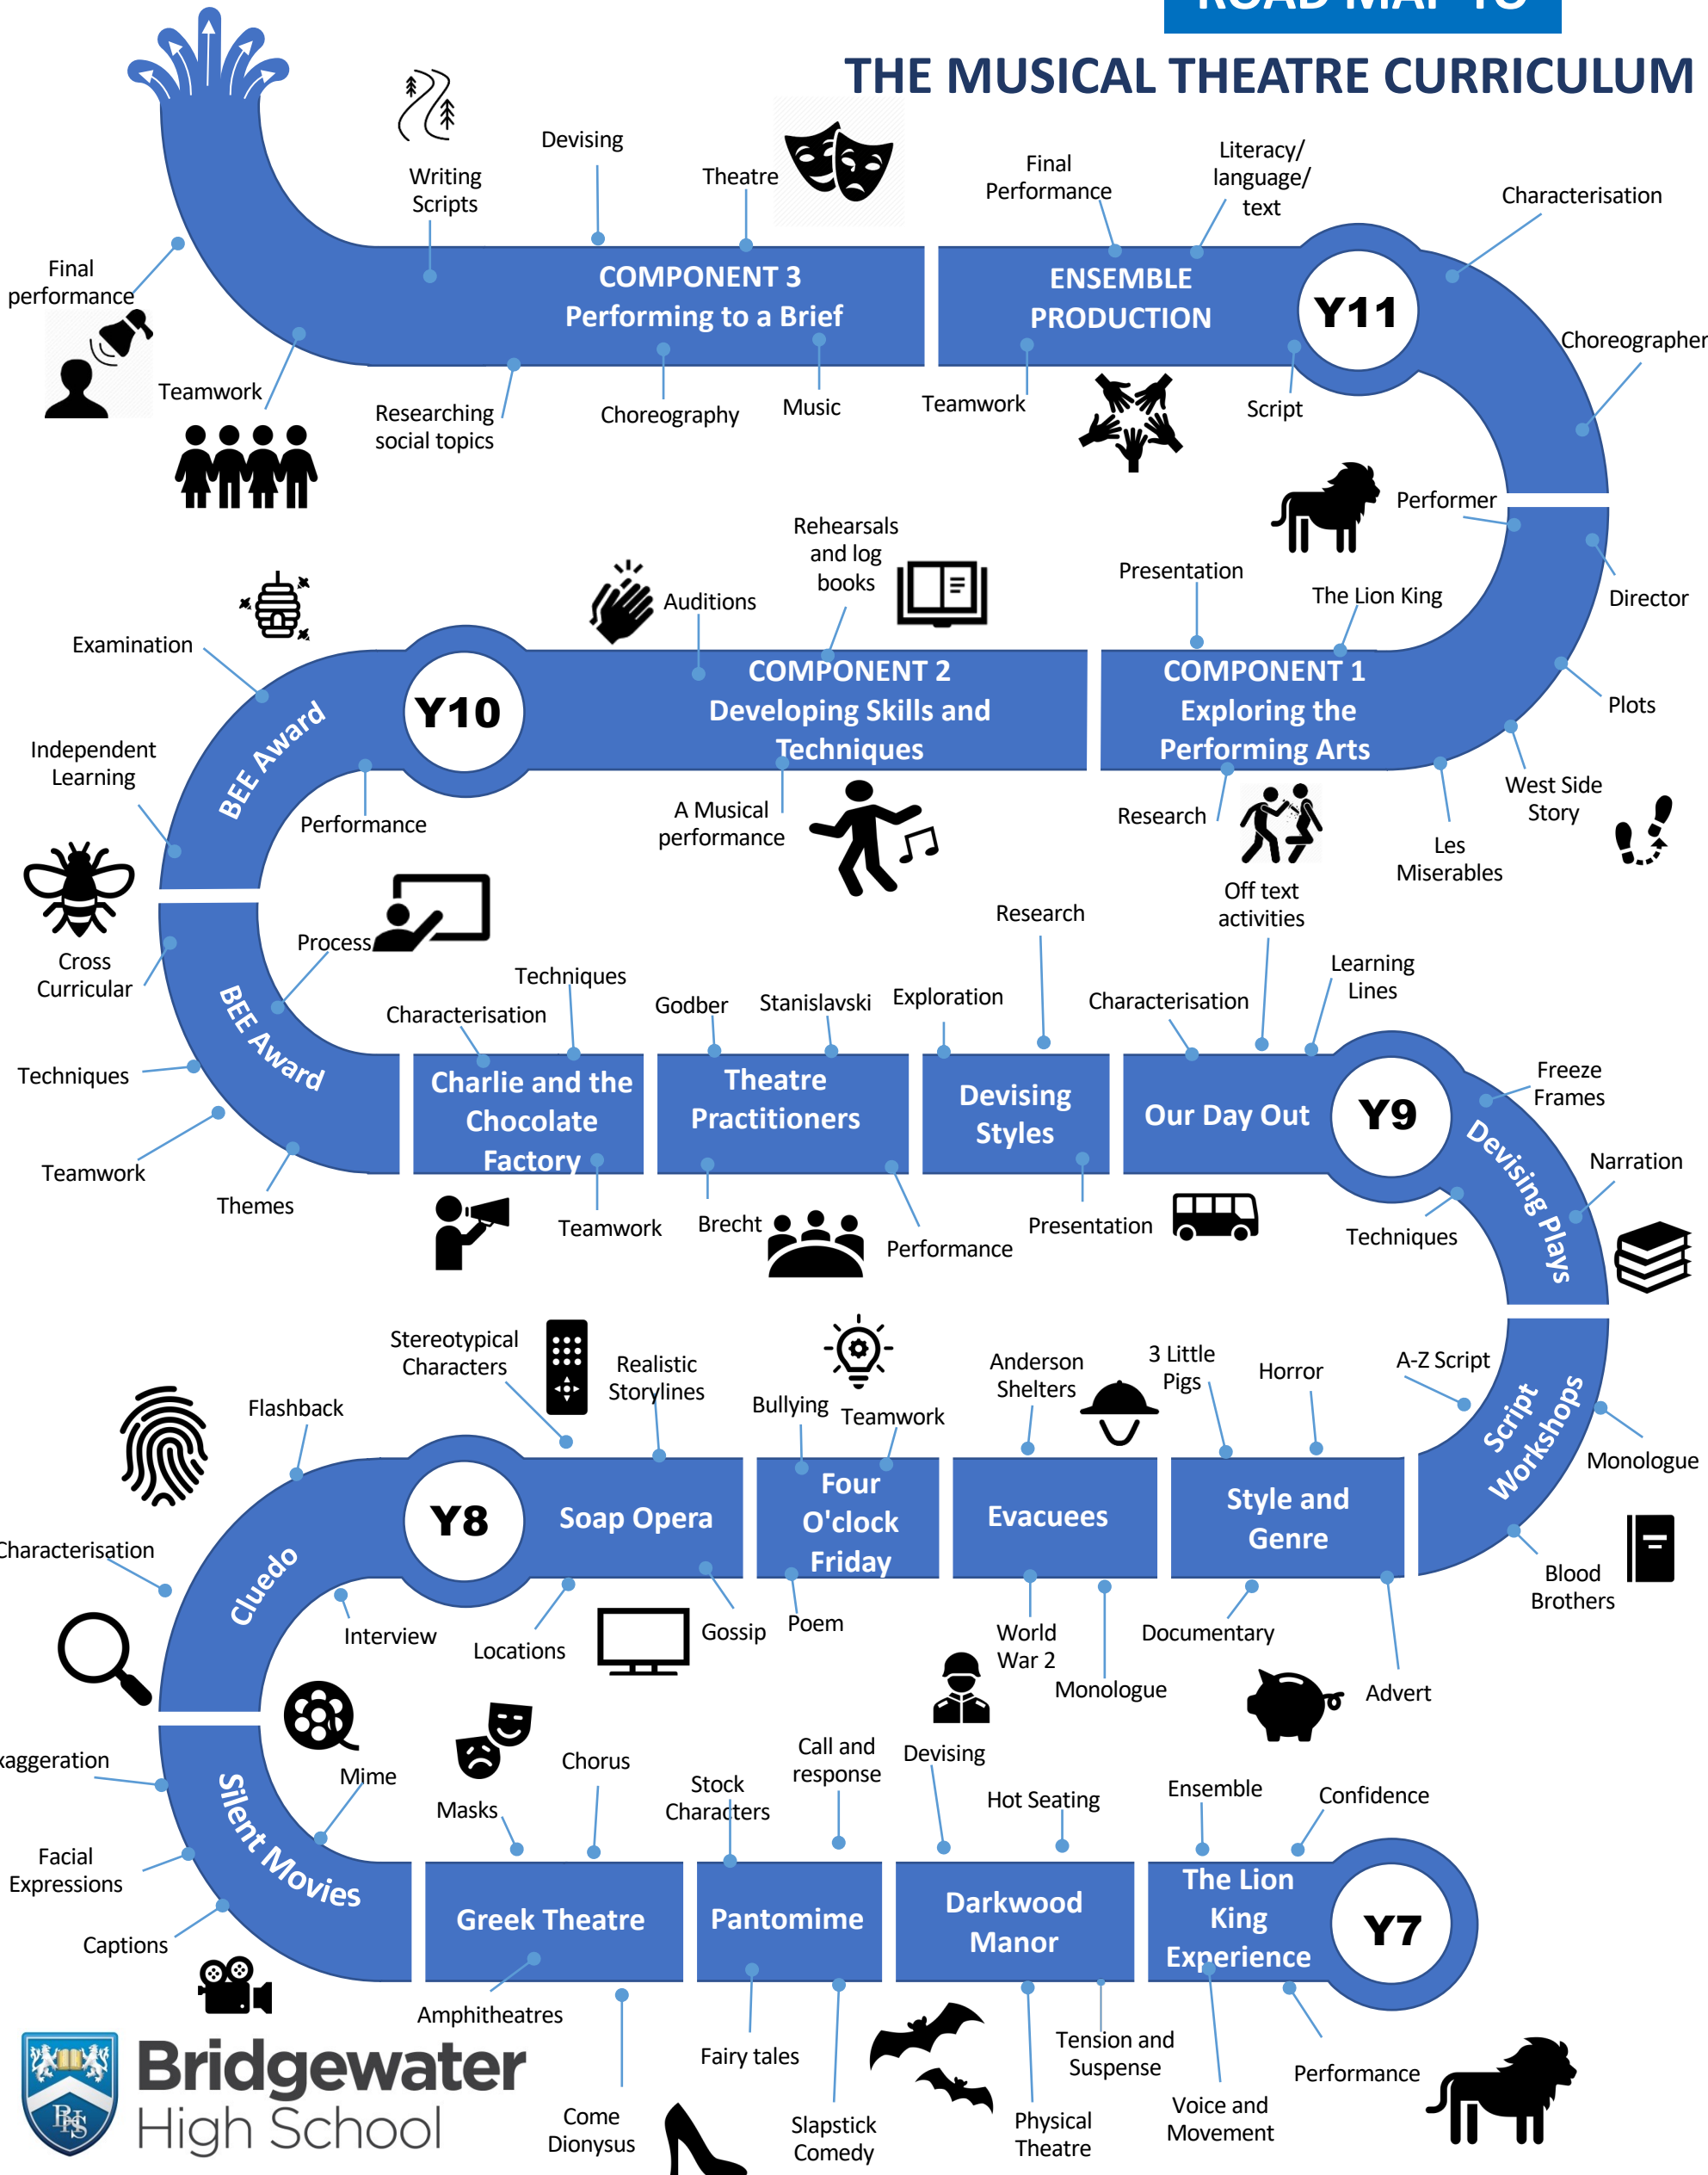 ROAD MAP TO
THE MUSICAL THEATRE CURRICULUM
Writing
Scripts
Devising
Theatre
Final
Performance
Literacy/
language/
text
Characterisation
Final
performance
COMPONENT 3
Performing to a Brief
ENSEMBLE
PRODUCTION
Y11
Choreographer
Teamwork
Researching
social topics
Choreography
Music
Teamwork
Script
Performer
Director
Rehearsals
and log
books
Auditions
Presentation
The Lion King
Examination
Plots
COMPONENT 2
Developing Skills and
Techniques
COMPONENT 1
Exploring the
Performing Arts
Y10
BEE Award
Independent
Learning
Performance
A Musical
performance
Research
West Side
Story
Les
Miserables
Off text
activities
Research
Process
Cross
Curricular
BEE Award
Techniques
Characterisation
Godber
Stanislavski
Exploration
Characterisation
Learning
Lines
Techniques
Charlie and the
Chocolate
Factory
Theatre
Practitioners
Devising
Styles
Our Day Out
Y9
Freeze
Frames
Devising Plays
Narration
Teamwork
Themes
Teamwork
Brecht
Performance
Presentation
Techniques
Stereotypical
Characters
Realistic
Storylines
Bullying
Teamwork
Anderson
Shelters
3 Little
Pigs
Horror
A-Z Script
Script
Workshops
Monologue
Flashback
Y8
Soap Opera
Four
O'clock
Friday
Evacuees
Style and
Genre
Characterisation
Cluedo
Blood
Brothers
Interview
Locations
Gossip
Poem
World
War 2
Monologue
Documentary
Advert
xaggeration
Silent Movies
Mime
Masks
Chorus
Stock
Characters
Call and
response
Devising
Hot Seating
Ensemble
Confidence
Facial
Expressions
Greek Theatre
Pantomime
Darkwood
Manor
The Lion
King
Experience
Y7
Captions
Amphitheatres
Fairy tales
Tension and
Suspense
Performance
Come
Dionysus
Slapstick
Comedy
Physical
Theatre
Voice and
Movement
BHS
Bridgewater
High School